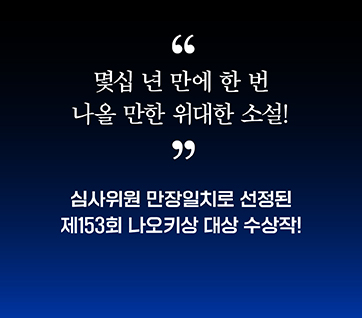 “
몇십 년 만에 한 번
나올 만한 위대한 소설!
”
심사위원 만장일치로 선정된
제153회 나오키상 대상 수상작!